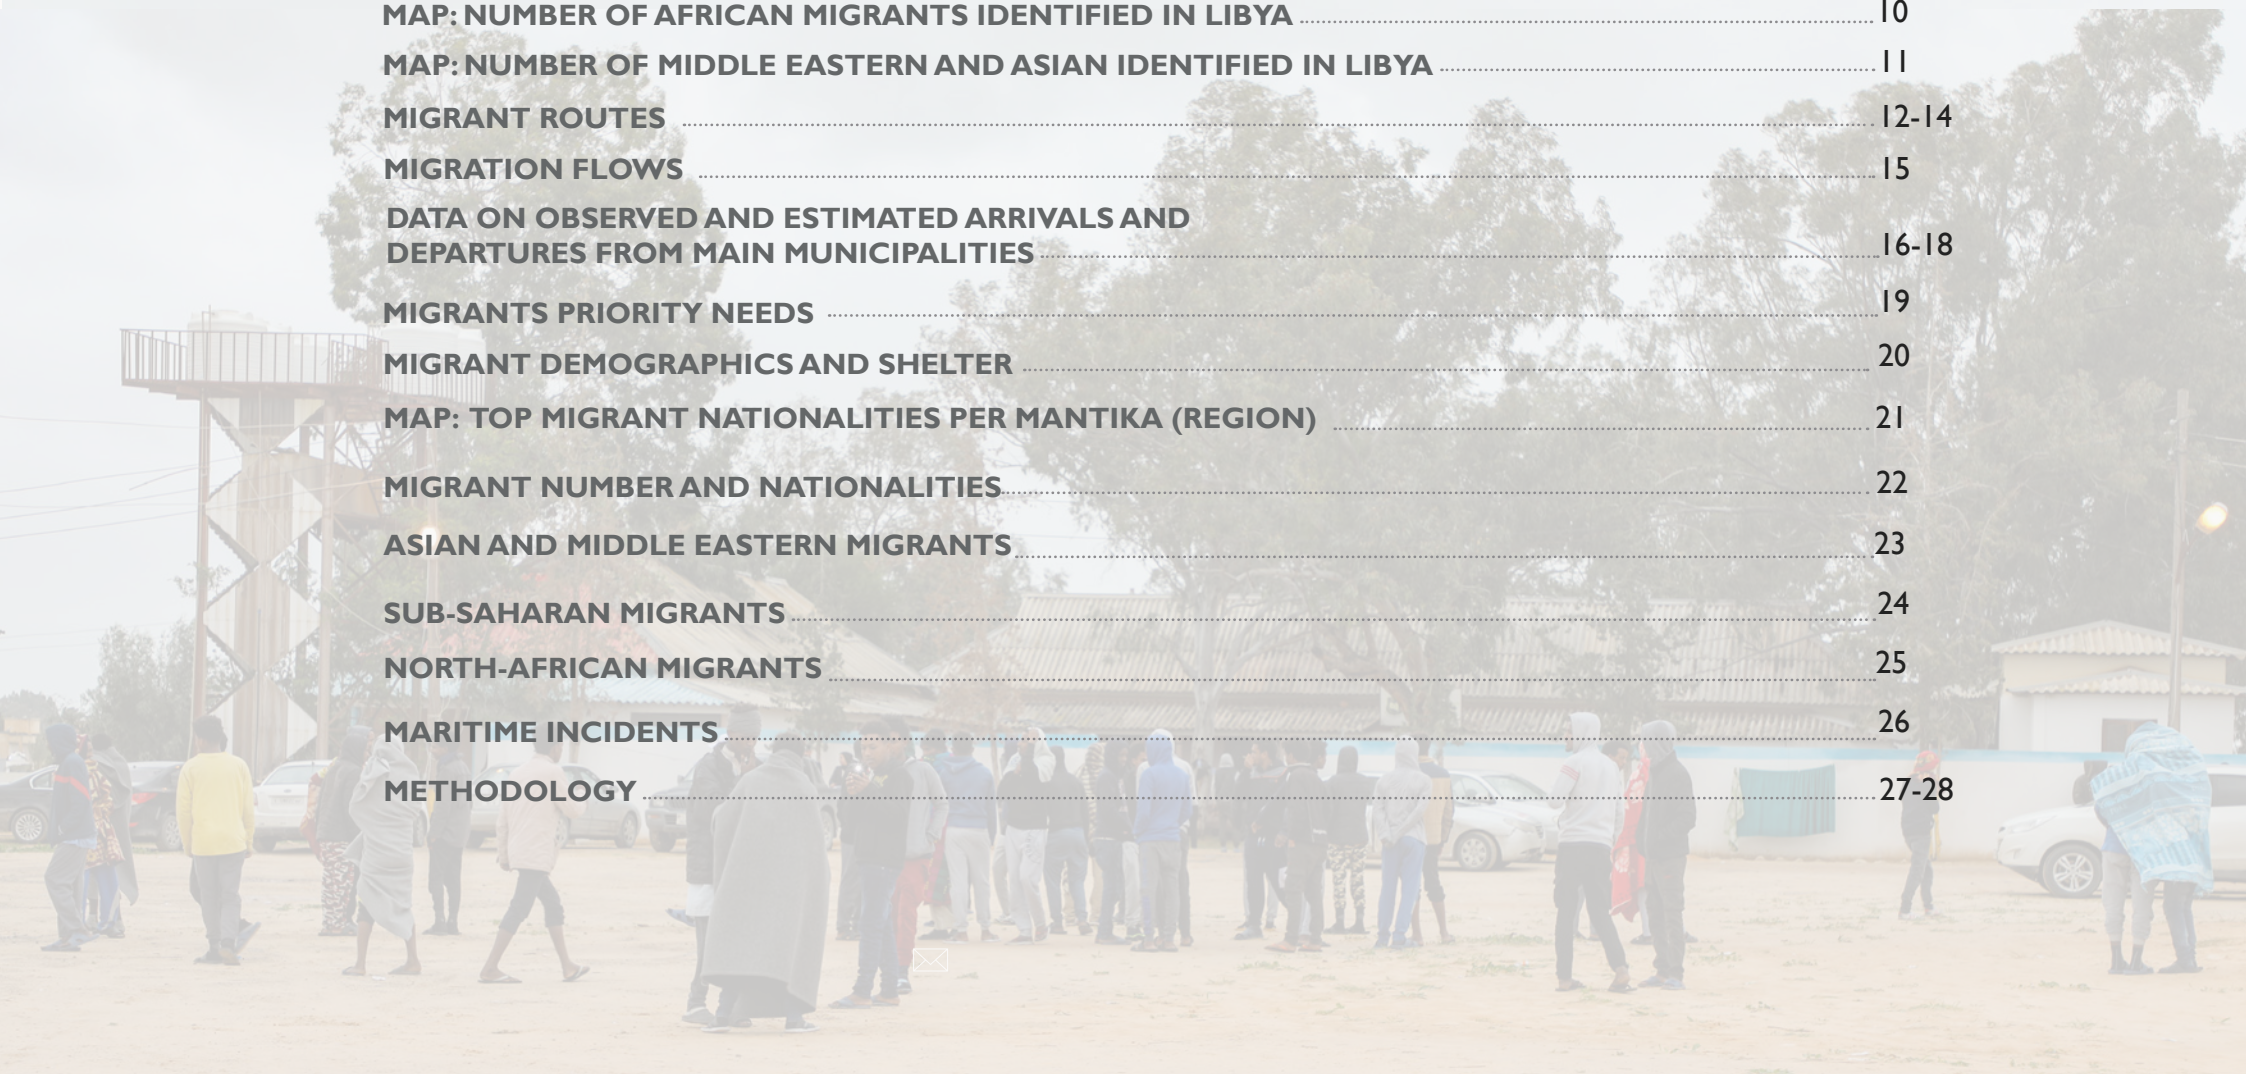 MAP: NUMBER OF AFRICAN MIGRANTS IDENTIFIED IN LIBYA 10
MAP: NUMBER OF MIDDLE EASTERN AND ASIAN IDENTIFIED IN LIBYA 11
MIGRANT ROUTES 12-14
MIGRATION FLOWS 15
DATA ON OBSERVED AND ESTIMATED ARRIVALS AND
DEPARTURES FROM MAIN MUNICIPALITIES 16-18
MIGRANTS PRIORITY NEEDS 19
MIGRANT DEMOGRAPHICS AND SHELTER 20
MAP: TOP MIGRANT NATIONALITIES PER MANTIKA (REGION) 21
MIGRANT NUMBER AND NATIONALITIES 22
ASIAN AND MIDDLE EASTERN MIGRANTS 23
SUB-SAHARAN MIGRANTS 24
NORTH-AFRICAN MIGRANTS 25
MARITIME INCIDENTS 26
METHODOLOGY 27-28